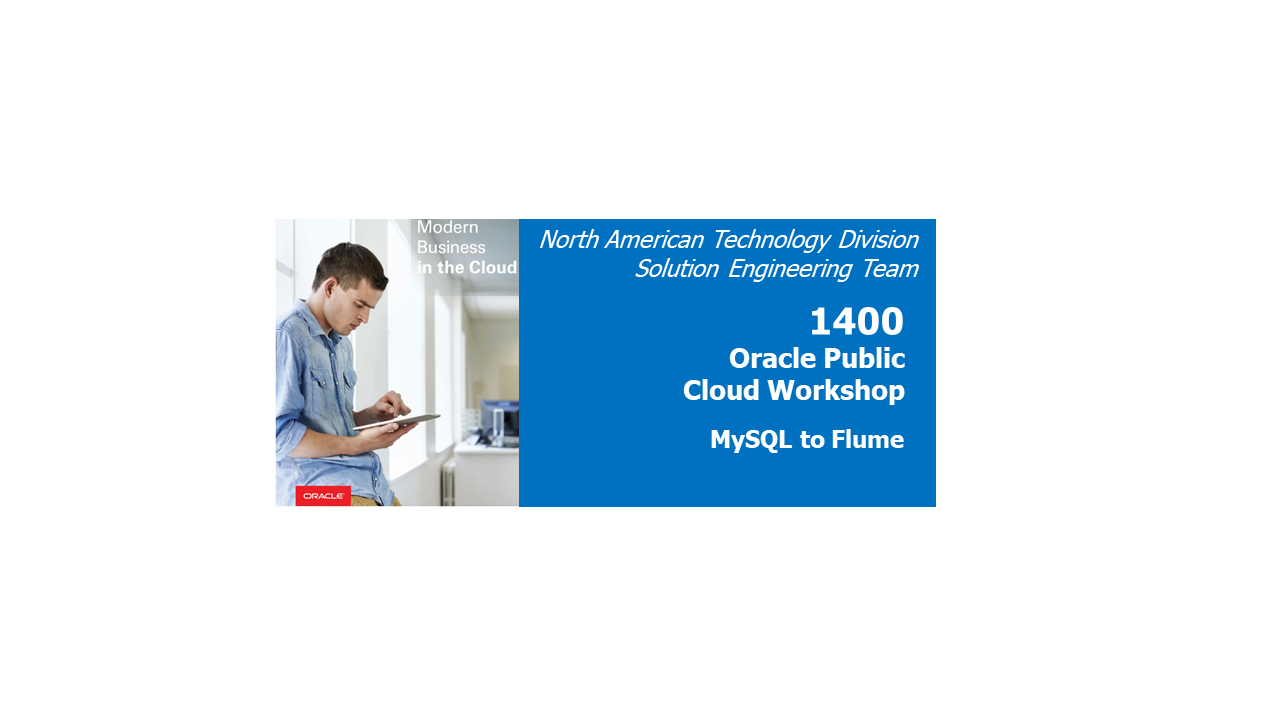 Modern
Business
in the Cloud
ORACLE
North American Technology Division
Solution Engineering Team
1400
Oracle Public
Cloud Workshop
MySQL to Flume